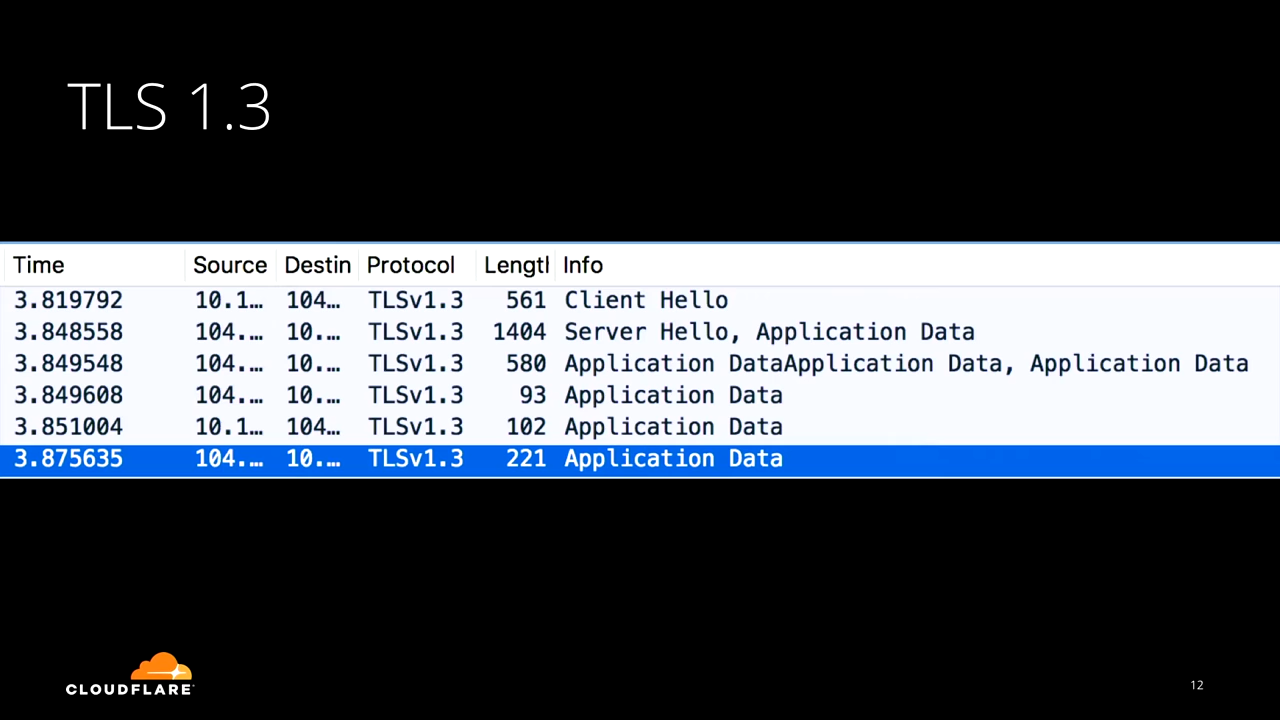 TLS 1.3
Time Source Destin Protocol Lengtl Info
3.819792 10.1… 104… TLSv1.3 561 Client Hello
3.848558 104.… 10.… TLSv1.3 1404 Server Hello, Application Data
3.849548 104.… 10.… TLSv1.3 580 Application DataApplication Data, Application Data
3.849608 104.… 10.… TLSv1.3 93 Application Data
3.851004 10.1… 104… TLSv1.3 102 Application Data
3.875635 104.… 10.… TLSv1.3 221 Application Data
CLOUDFLARE
12